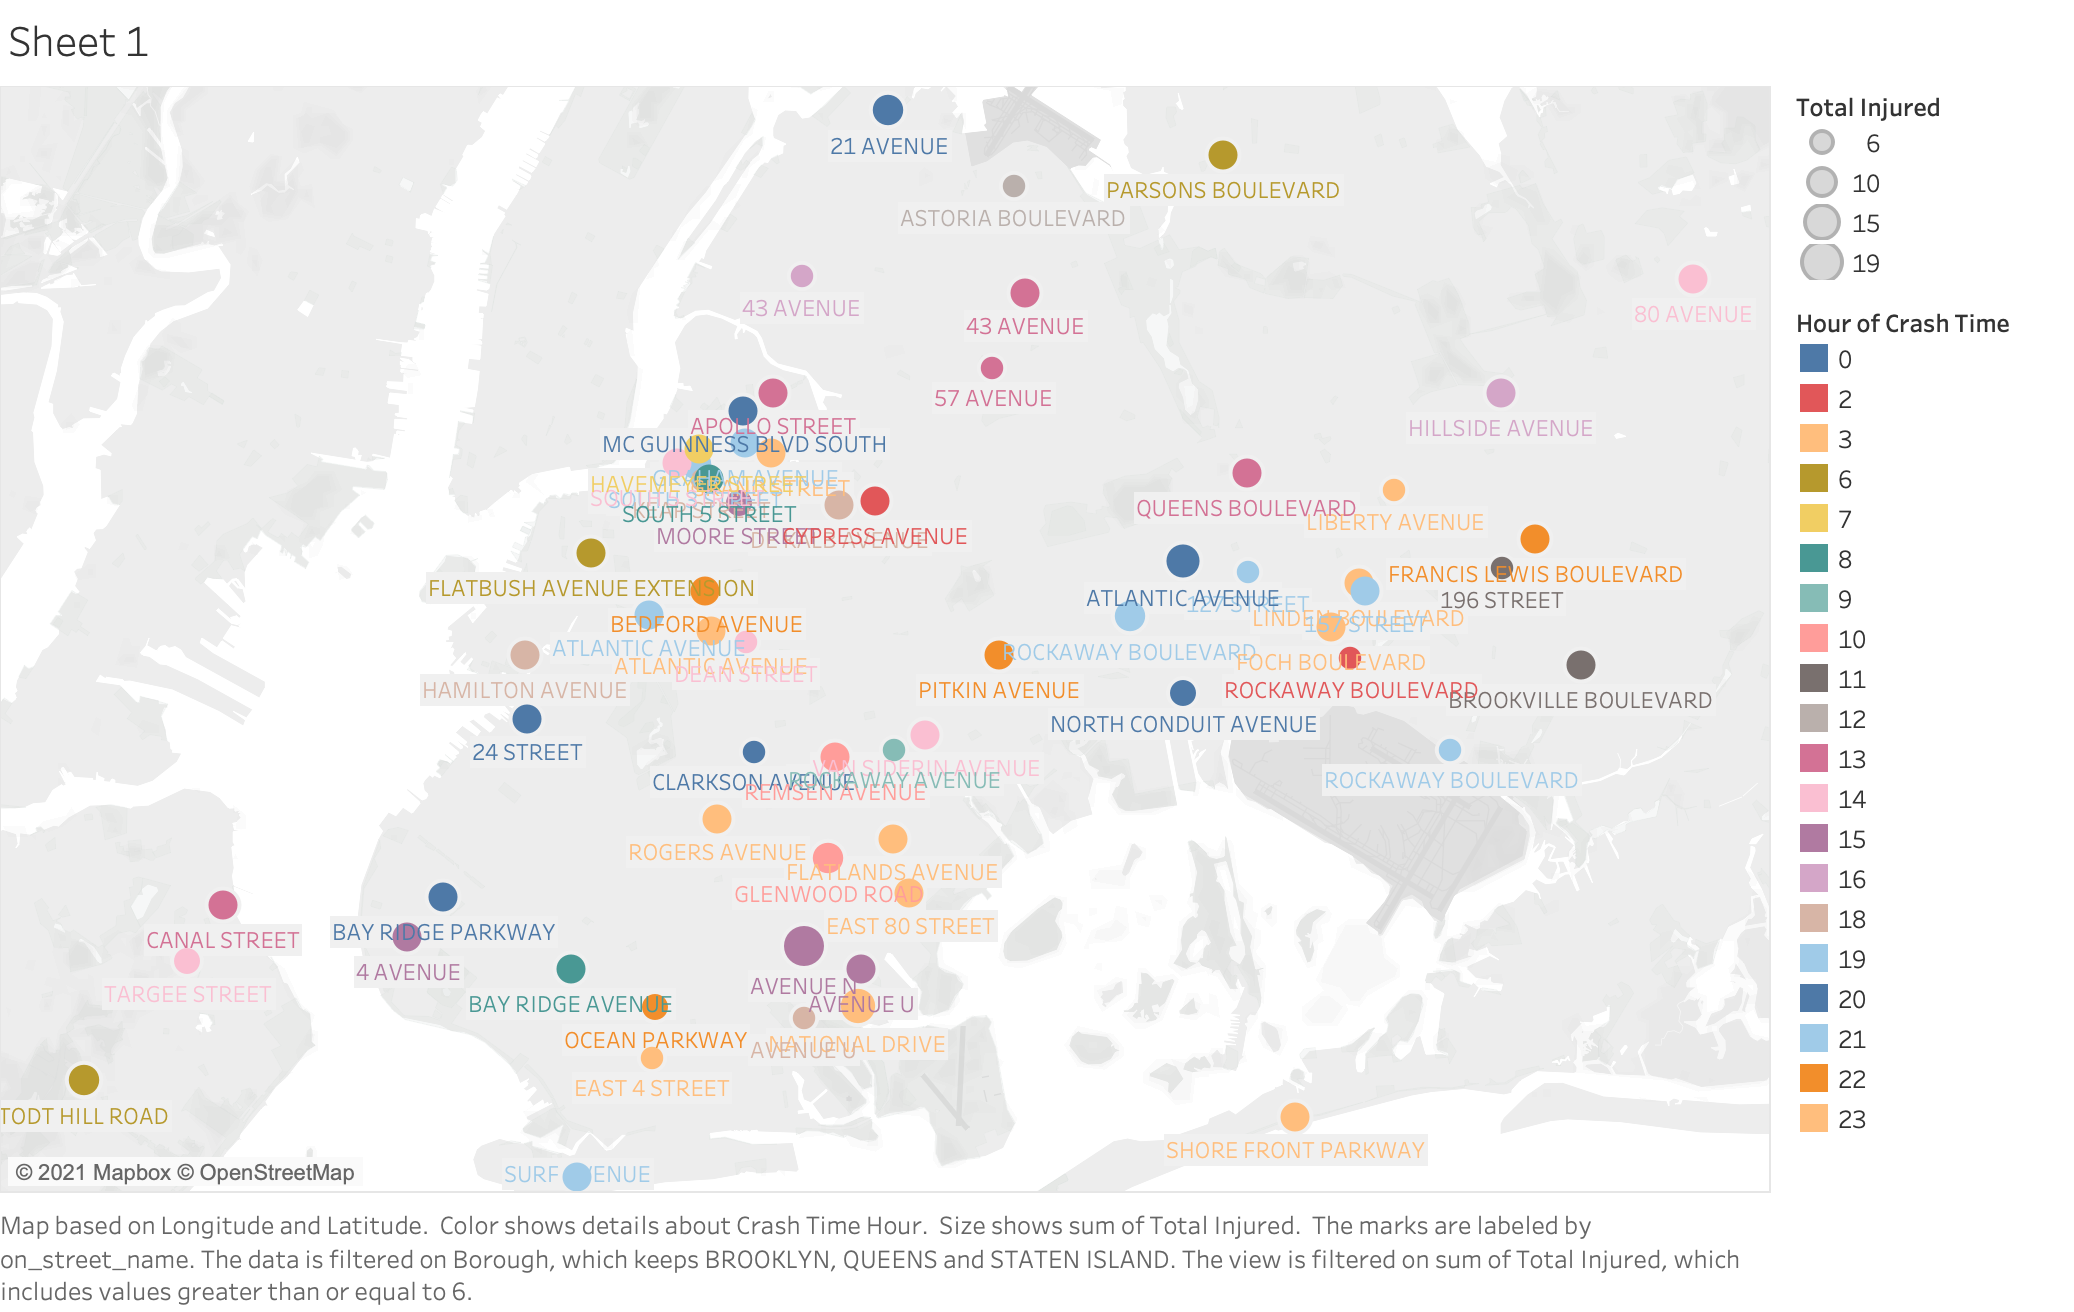 Sheet 1
21 AVENUE
PARSONS BOULEVARD
ASTORIA BOULEVARD
43 AVENUE
43 AVENUE
80 AVENUE
57 AVENUE
APOLLO STREET
HILLSIDE AVENUE
MC GUINNESS BLVD SOUTH
GRAHAM AVENUE
HAVEMEYER STREET
STREET
SOUTH 3 STREET
QUEENS BOULEVARD
SOUTH 5 STREET
LIBERTY AVENUE
MOORE STREET
DE KALB AVENUE
CYPRESS AVENUE
FLATBUSH AVENUE EXTENSION
FRANCIS LEWIS BOULEVARD
ATLANTIC AVENUE
127 STREET
196 STREET
BEDFORD AVENUE
LINDEN BOULEVARD
157 STREET
ATLANTIC AVENUE
ROCKAWAY BOULEVARD
ATLANTIC AVENUE
FOCH BOULEVARD
DEAN STREET
HAMILTON AVENUE
PITKIN AVENUE
ROCKAWAY BOULEVARD
BROOKVILLE BOULEVARD
NORTH CONDUIT AVENUE
24 STREET
VAN SIDERIN AVENUE
CLARKSON AVENUE
ROCKAWAY AVENUE
ROCKAWAY BOULEVARD
REMSEN AVENUE
ROGERS AVENUE
FLATLANDS AVENUE
GLENWOOD ROAD
EAST 80 STREET
CANAL STREET
BAY RIDGE PARKWAY
4 AVENUE
AVENUE N
TARGEE STREET
BAY RIDGE AVENUE
AVENUE U
OCEAN PARKWAY
AVENUE U
NATIONAL DRIVE
EAST 4 STREET
TODT HILL ROAD
SHORE FRONT PARKWAY
SURF AVENUE
© 2021 Mapbox © OpenStreetMap
Total Injured
6
10
15
19
Hour of Crash Time
0
2
3
6
7
8
9
10
11
12
13
14
15
16
18
19
20
21
22
23
Map based on Longitude and Latitude.  Color shows details about Crash Time Hour.  Size shows sum of Total Injured.  The marks are labeled by
on_street_name. The data is filtered on Borough, which keeps BROOKLYN, QUEENS and STATEN ISLAND. The view is filtered on sum of Total Injured, which
includes values greater than or equal to 6.